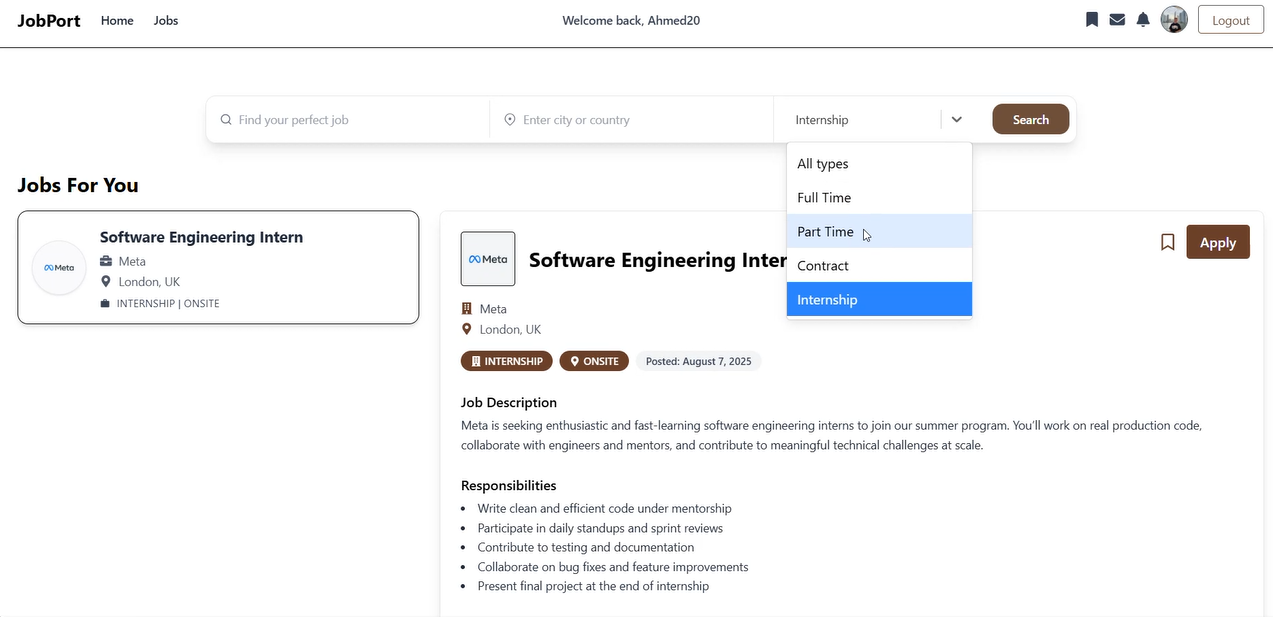 JobPort Home Jobs Welcome back, Ahmed20 Logout
Find your perfect job Enter city or country Internship Search
All types
Full Time
Part Time
Contract
Internship
Jobs For You
Meta
Software Engineering Intern
Meta
London, UK
INTERNSHIP | ONSITE
Meta
Software Engineering Inter
Apply
Meta
London, UK
INTERNSHIP ONSITE Posted: August 7, 2025
Job Description
Meta is seeking enthusiastic and fast-learning software engineering interns to join our summer program. You’ll work on real production code,
collaborate with engineers and mentors, and contribute to meaningful technical challenges at scale.
Responsibilities
• Write clean and efficient code under mentorship
• Participate in daily standups and sprint reviews
• Contribute to testing and documentation
• Collaborate on bug fixes and feature improvements
• Present final project at the end of internship